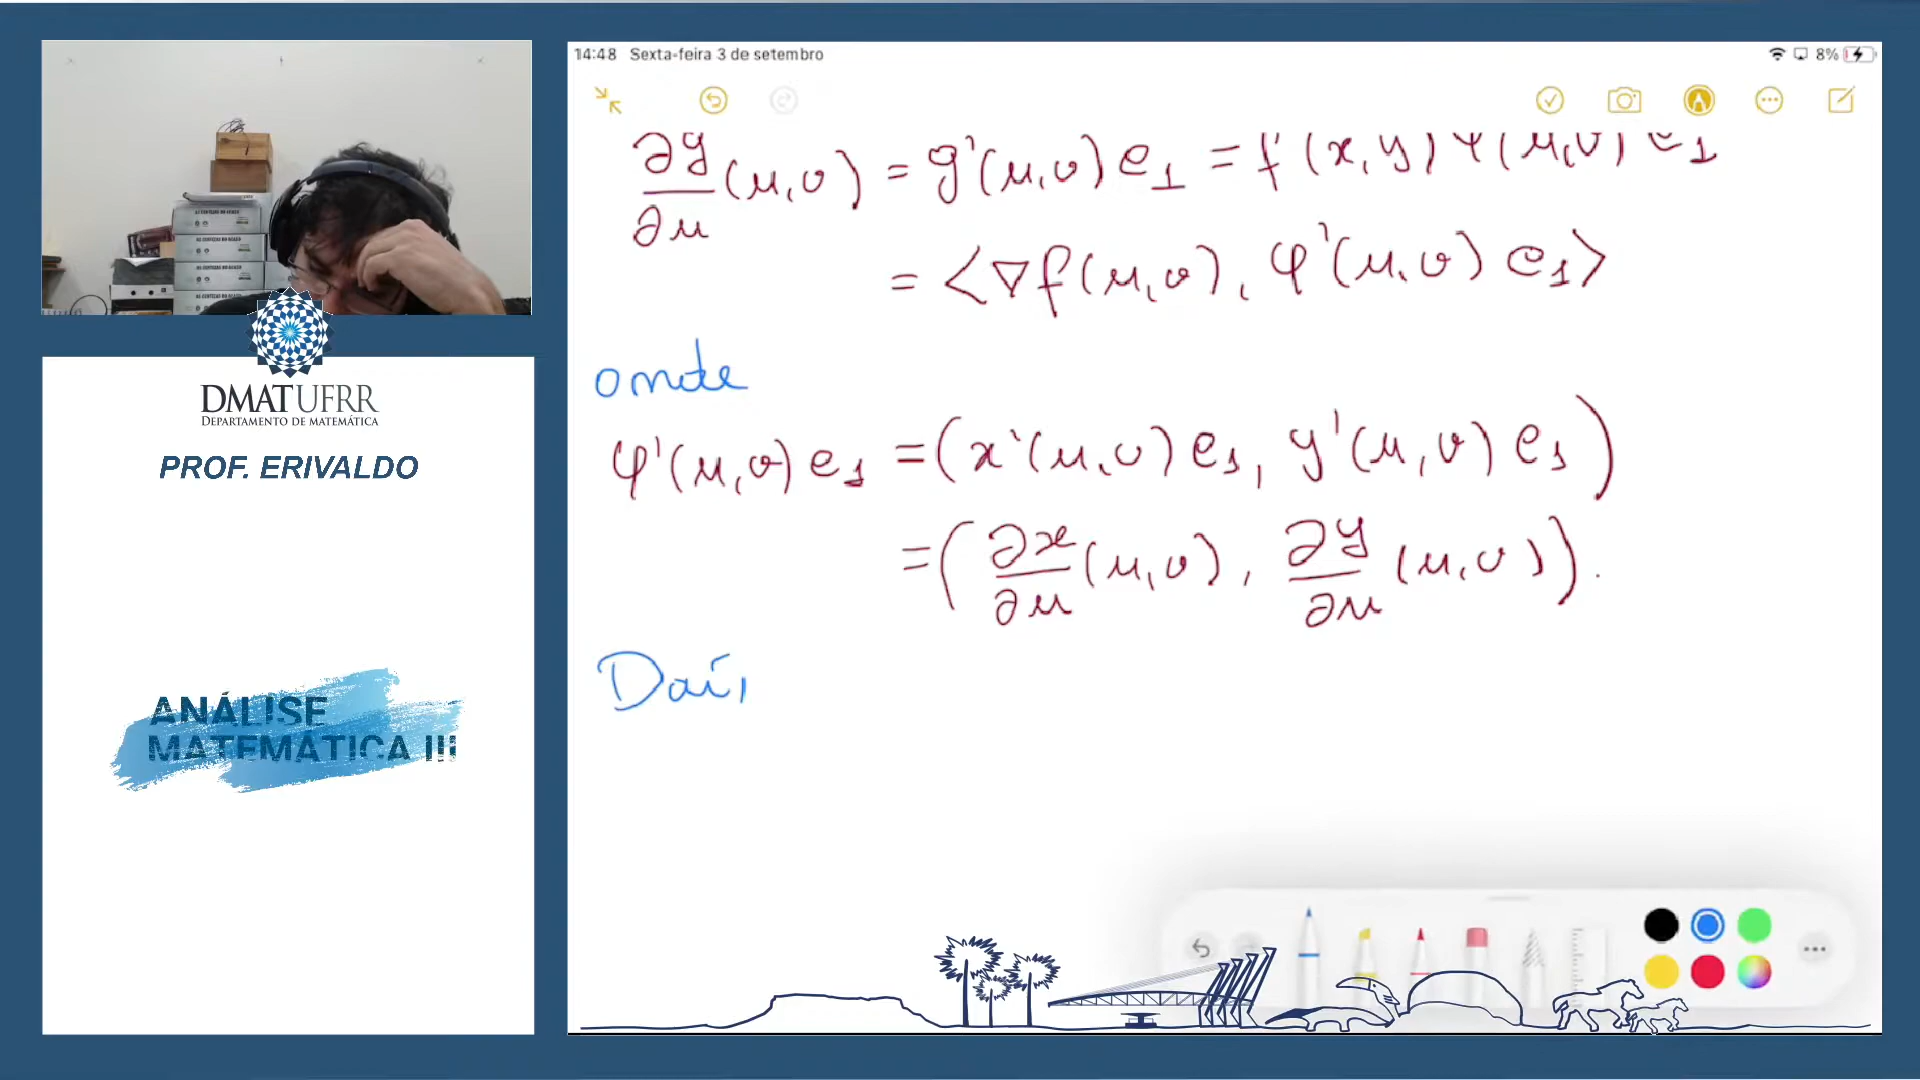 14:48 Sexta-feira 3 de setembro 8%
∂y/∂u (u,v) = g'(u,v) e₁ = f'(x,y) φ'(u,v) e₁
= <∇f(u,v), φ'(u,v) e₁>
onde
φ'(u,v) e₁ = (x'(u,v) e₁, y'(u,v) e₁)
= (∂x/∂u (u,v), ∂y/∂u (u,v)).
Daí,
DMATUFRR
DEPARTAMENTO DE MATEMÁTICA
PROF. ERIVALDO
ANÁLISE
MATEMÁTICA III